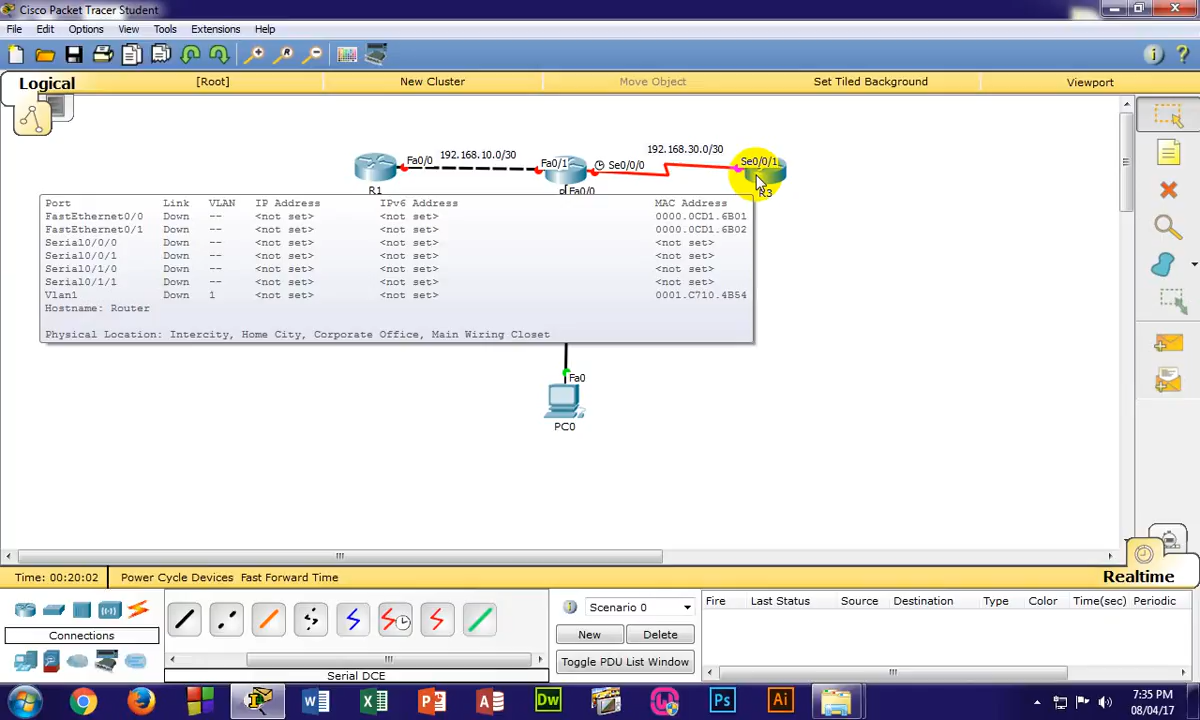 Cisco Packet Tracer Student
File Edit Options View Tools Extensions Help
Logical [Root] New Cluster Move Object Set Tiled Background Viewport
Fa0/0 192.168.10.0/30 Fa0/1 Se0/0/0 192.168.30.0/30 Se0/0/1
R1 Fa0/0 R3
Port Link VLAN IP Address IPv6 Address MAC Address
FastEthernet0/0 Down -- <not set> <not set> 0000.0CD1.6B01
FastEthernet0/1 Down -- <not set> <not set> 0000.0CD1.6B02
Serial0/0/0 Down -- <not set> <not set> <not set>
Serial0/0/1 Down -- <not set> <not set> <not set>
Serial0/1/0 Down -- <not set> <not set> <not set>
Serial0/1/1 Down -- <not set> <not set> <not set>
Vlan1 Down 1 <not set> <not set> 0001.C710.4B54
Hostname: Router
Physical Location: Intercity, Home City, Corporate Office, Main Wiring Closet
Fa0
PC0
Time: 00:20:02 Power Cycle Devices Fast Forward Time Realtime
Connections
Serial DCE
Scenario 0
New Delete
Toggle PDU List Window
Fire Last Status Source Destination Type Color Time(sec) Periodic
W X P A Dw Ps Ai
7:35 PM
08/04/17